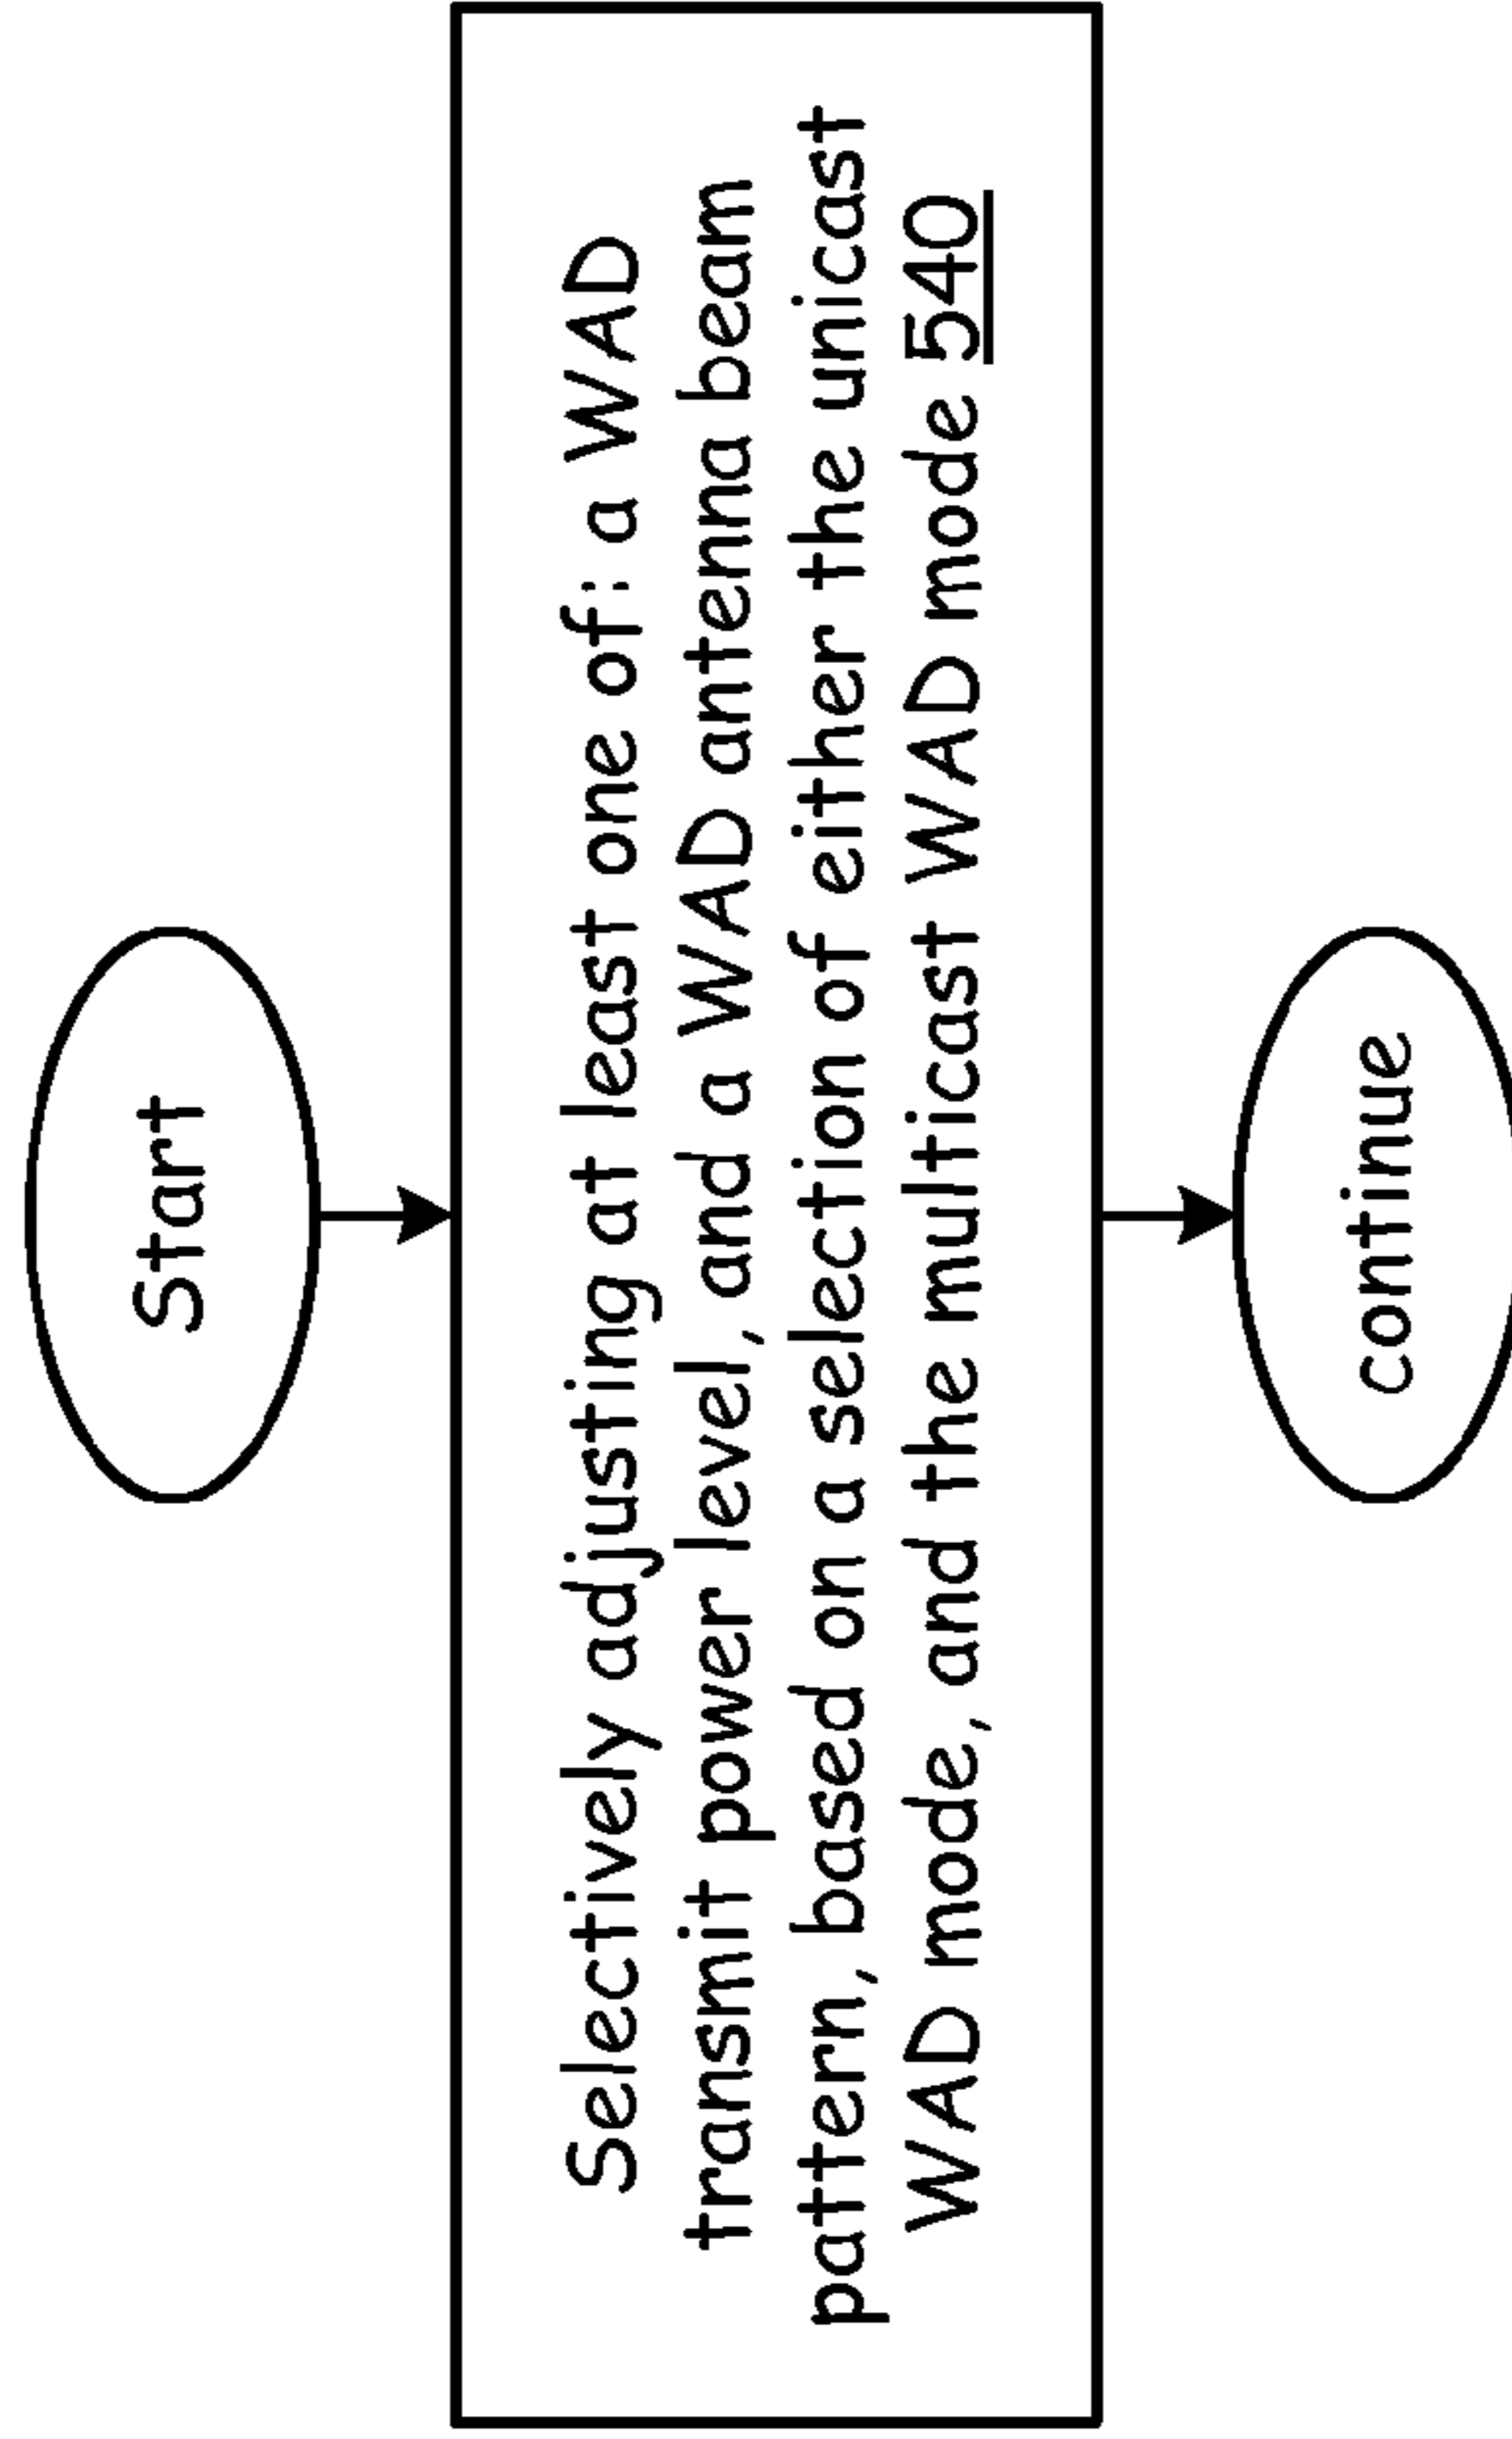 Start
Selectively adjusting at least one of: a WAD
transmit power level, and a WAD antenna beam
pattern, based on a selection of either the unicast
WAD mode, and the multicast WAD mode 540
continue